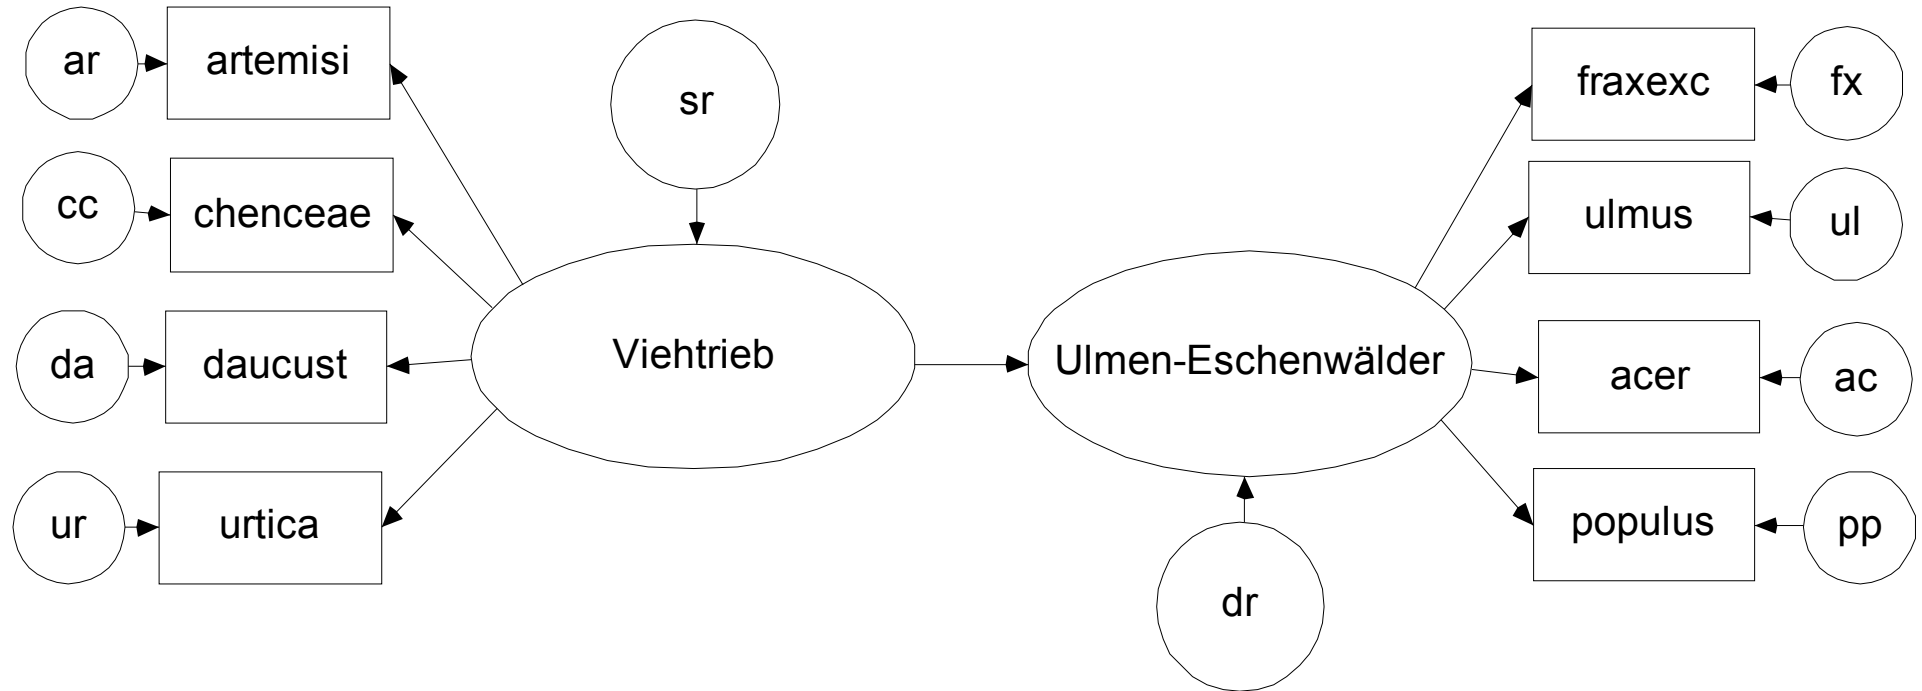 ar
artemisi
sr
fraxexc
fx
cc
chenceae
ulmus
ul
da
daucust
Viehtrieb
Ulmen-Eschenwälder
acer
ac
ur
urtica
populus
pp
dr